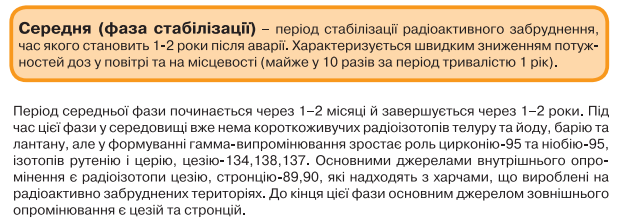 Середня (фаза стабілізації) – період стабілізації радіоактивного забруднення,
час якого становить 1-2 роки після аварії. Характеризується швидким зниженням потуж-
ностей доз у повітрі та на місцевості (майже у 10 разів за період тривалістю 1 рік).
Період середньої фази починається через 1–2 місяці й завершується через 1–2 роки. Під
час цієї фази у середовищі вже нема короткоживучих радіоізотопів телуру та йоду, барію та
лантану, але у формуванні гамма-випромінювання зростає роль цирконію-95 та ніобію-95,
ізотопів рутенію і церію, цезію-134,138,137. Основними джерелами внутрішнього опро-
мінення є радіоізотопи цезію, стронцію-89,90, які надходять з харчами, що вироблені на
радіоактивно забруднених територіях. До кінця цієї фази основним джерелом зовнішнього
опромінювання є цезій та стронцій.